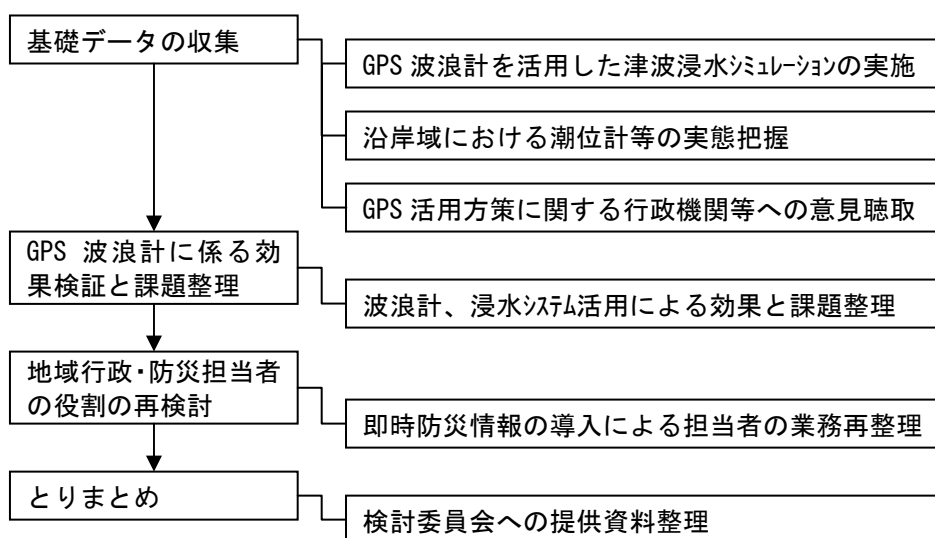 基礎データの収集
GPS 波浪計を活用した津波浸水ｼﾐｭﾚｰｼｮﾝの実施
沿岸域における潮位計等の実態把握
GPS 活用方策に関する行政機関等への意見聴取
GPS 波浪計に係る効
果検証と課題整理
波浪計、浸水ｼｽﾃﾑ活用による効果と課題整理
地域行政・防災担当者
の役割の再検討
即時防災情報の導入による担当者の業務再整理
とりまとめ
検討委員会への提供資料整理